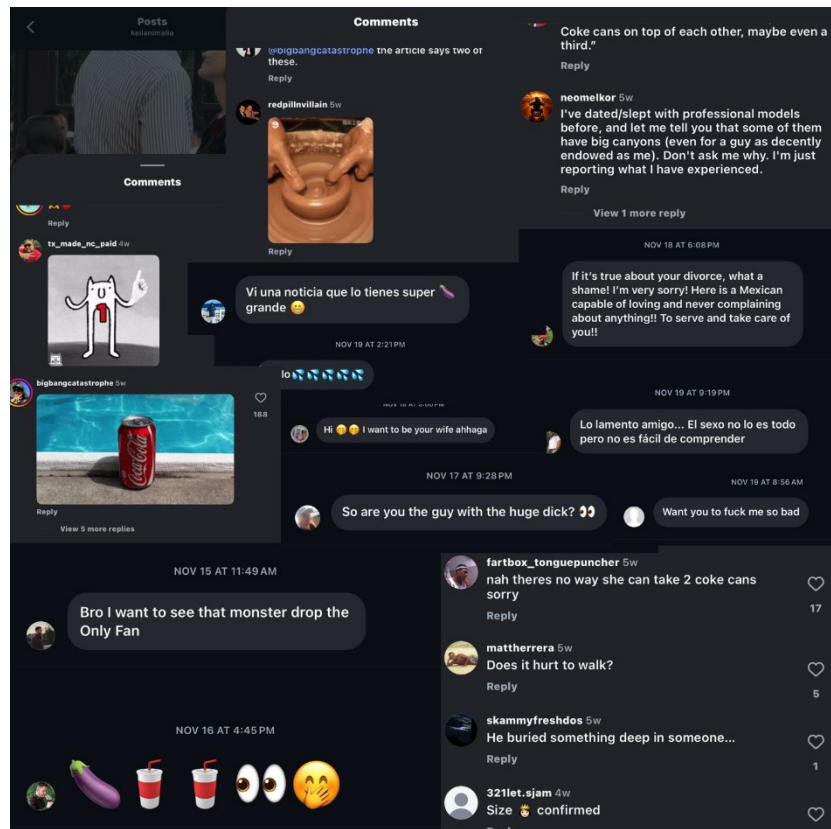 Posts
keilanimalia
Comments
Reply
tx_made_nc_paid 4w
1
Reply
bigbangcatastrophe 5w
Coca-Cola
188
Reply
View 5 more replies
Comments
@bigbangcatastrophe the article says two of
these.
Reply
redpillnvillain 5w
Reply
Coke cans on top of each other, maybe even a
third.”
Reply
neomelkor 5w
I've dated/slept with professional models
before, and let me tell you that some of them
have big canyons (even for a guy as decently
endowed as me). Don't ask me why. I'm just
reporting what I have experienced.
Reply
View 1 more reply
Vi una noticia que lo tienes super 🍆
grande 😁
NOV 19 AT 2:21 PM
lo💦💦💦💦💦
Hi 🤭🤭 I want to be your wife ahhaga
NOV 18 AT 6:08 PM
If it's true about your divorce, what a
shame! I'm very sorry! Here is a Mexican
capable of loving and never complaining
about anything!! To serve and take care of
you!!
NOV 19 AT 9:19 PM
Lo lamento amigo... El sexo no lo es todo
pero no es fácil de comprender
NOV 17 AT 9:28 PM
So are you the guy with the huge dick? 👀
NOV 19 AT 8:56 AM
Want you to fuck me so bad
NOV 15 AT 11:49 AM
Bro I want to see that monster drop the
Only Fan
NOV 16 AT 4:45 PM
🍆🥤🥤👀🤭
fartbox_tonguepuncher 5w
nah theres no way she can take 2 coke cans
sorry
Reply
17
mattherrera 5w
Does it hurt to walk?
Reply
5
skammyfreshdos 5w
He buried something deep in someone...
Reply
1
321let.sjam 4w
Size 👸🏻 confirmed